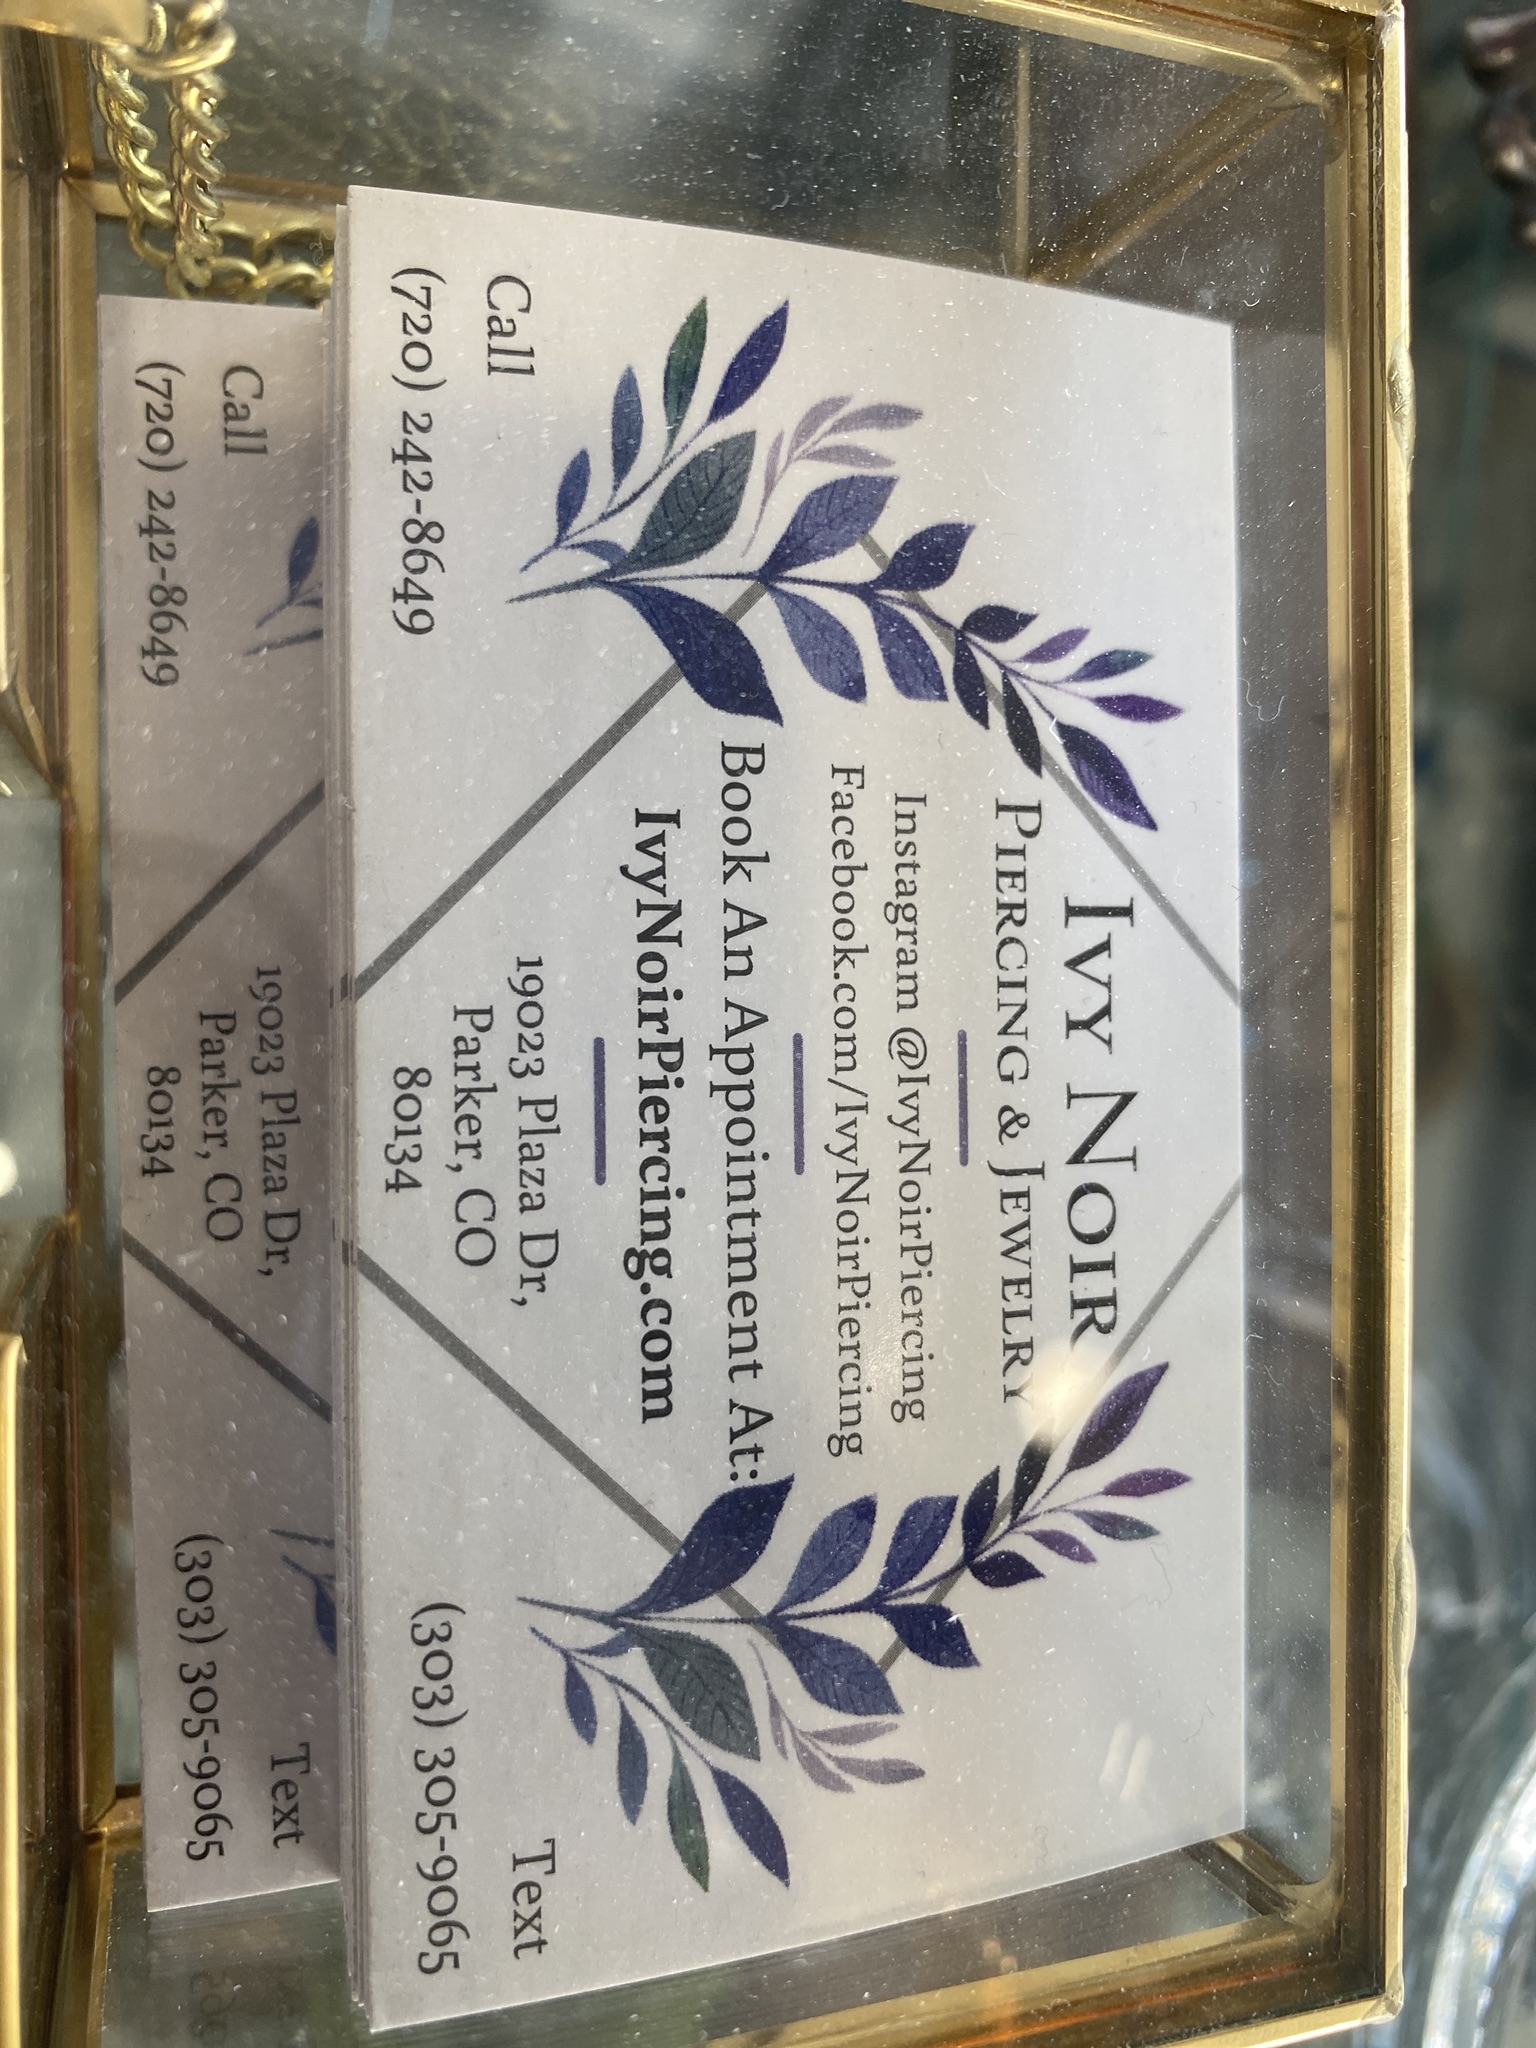 Ivy Noir
Piercing & Jewelry
Instagram @IvyNoirPiercing
Facebook.com/IvyNoirPiercing
Book An Appointment At:
IvyNoirPiercing.com
19023 Plaza Dr,
Parker, CO
80134
Call
(720) 242-8649
Text
(303) 305-9065
19023 Plaza Dr,
Parker, CO
80134
Call
(720) 242-8649
Text
(303) 305-9065